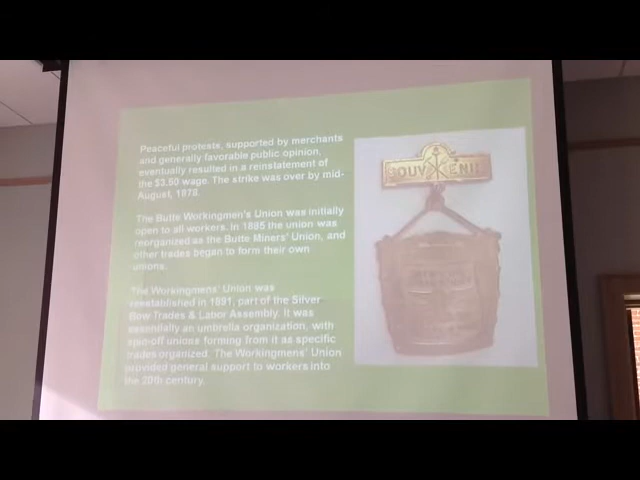 Peaceful protests, supported by merchants
and generally favorable public opinion,
eventually resulted in a reinstatement of
the $3.50 wage. The strike was over by mid-
August, 1978.
The Butte Workingmen's Union was initially
open to all workers. In 1885 the union was
reorganized as the Butte Miners' Union, and
other trades began to form their own
unions.
The Workingmens' Union was
reestablished in 1891, part of the Silver
Bow Trades & Labor Assembly. It was
essentially an umbrella organization, with
spin-off unions forming from it as specific
trades organized. The Workingmens' Union
provided general support to workers into
the 20th century.
SOUVENIR